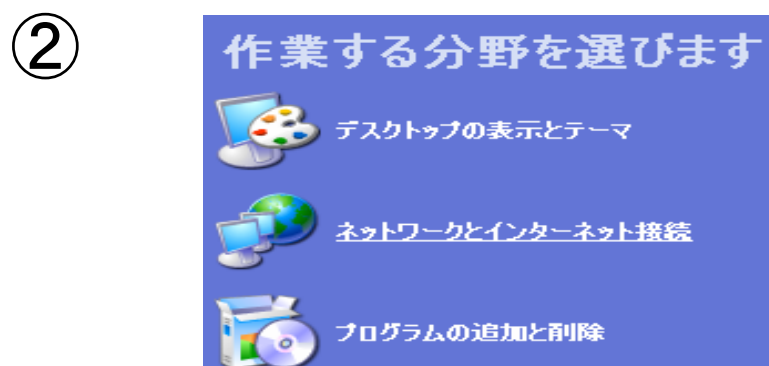 ②
作業する分野を選びます
デスクトップの表示とテーマ
ネットワークとインターネット接続
プログラムの追加と削除